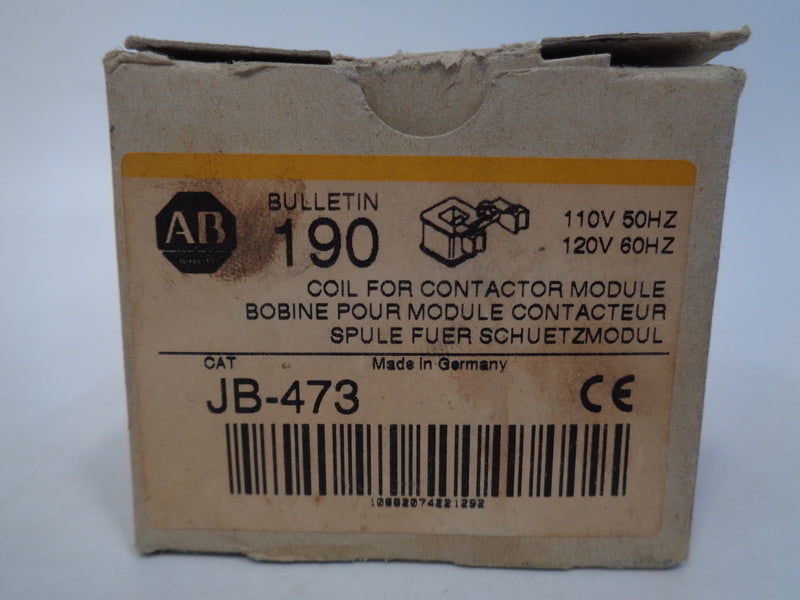 AB
BULLETIN
190
110V 50HZ
120V 60HZ
COIL FOR CONTACTOR MODULE
BOBINE POUR MODULE CONTACTEUR
SPULE FUER SCHUETZMODUL
CAT
Made in Germany
JB-473
CE
10662074221292